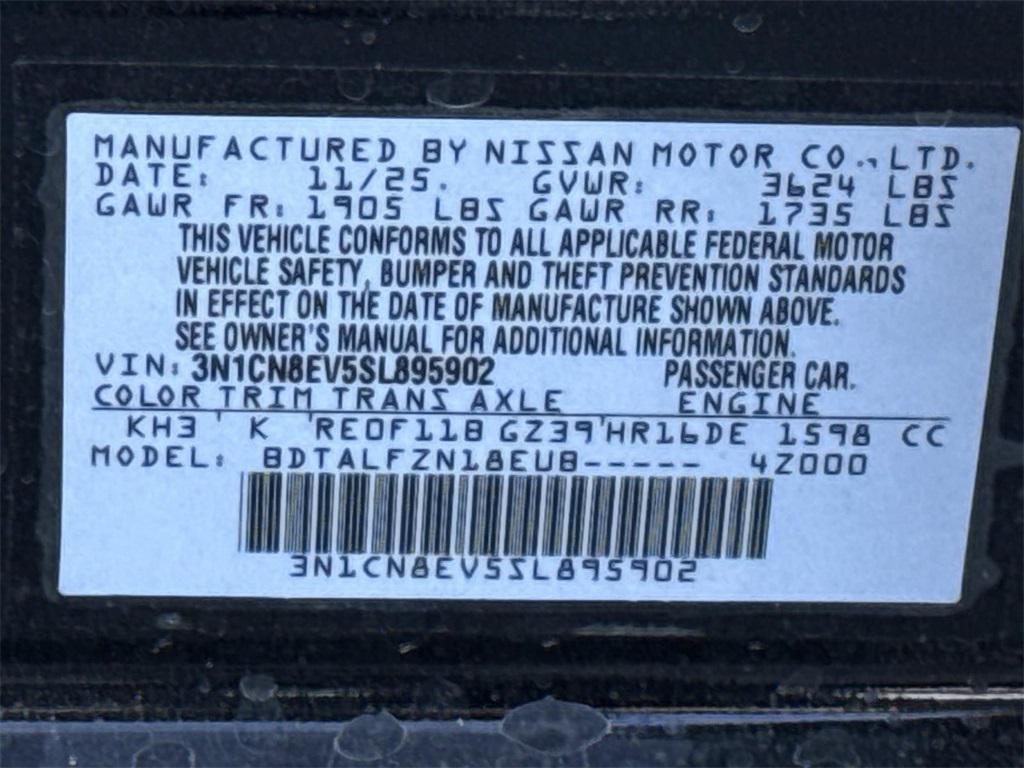 MANUFACTURED BY NISSAN MOTOR CO., LTD.
DATE: 11/25. GVWR: 3624 LBS
GAWR FR: 1905 LBS GAWR RR: 1735 LBS
THIS VEHICLE CONFORMS TO ALL APPLICABLE FEDERAL MOTOR
VEHICLE SAFETY, BUMPER AND THEFT PREVENTION STANDARDS
IN EFFECT ON THE DATE OF MANUFACTURE SHOWN ABOVE.
SEE OWNER'S MANUAL FOR ADDITIONAL INFORMATION.
VIN: 3N1CN8EV5SL895902 PASSENGER CAR.
COLOR TRIM TRANS AXLE ENGINE
KH3 ' K 'RE0F11B GZ39'HR16DE 1598 CC
MODEL: BDTALFZN18EUB----- 4Z000
3N1CN8EV5SL895902